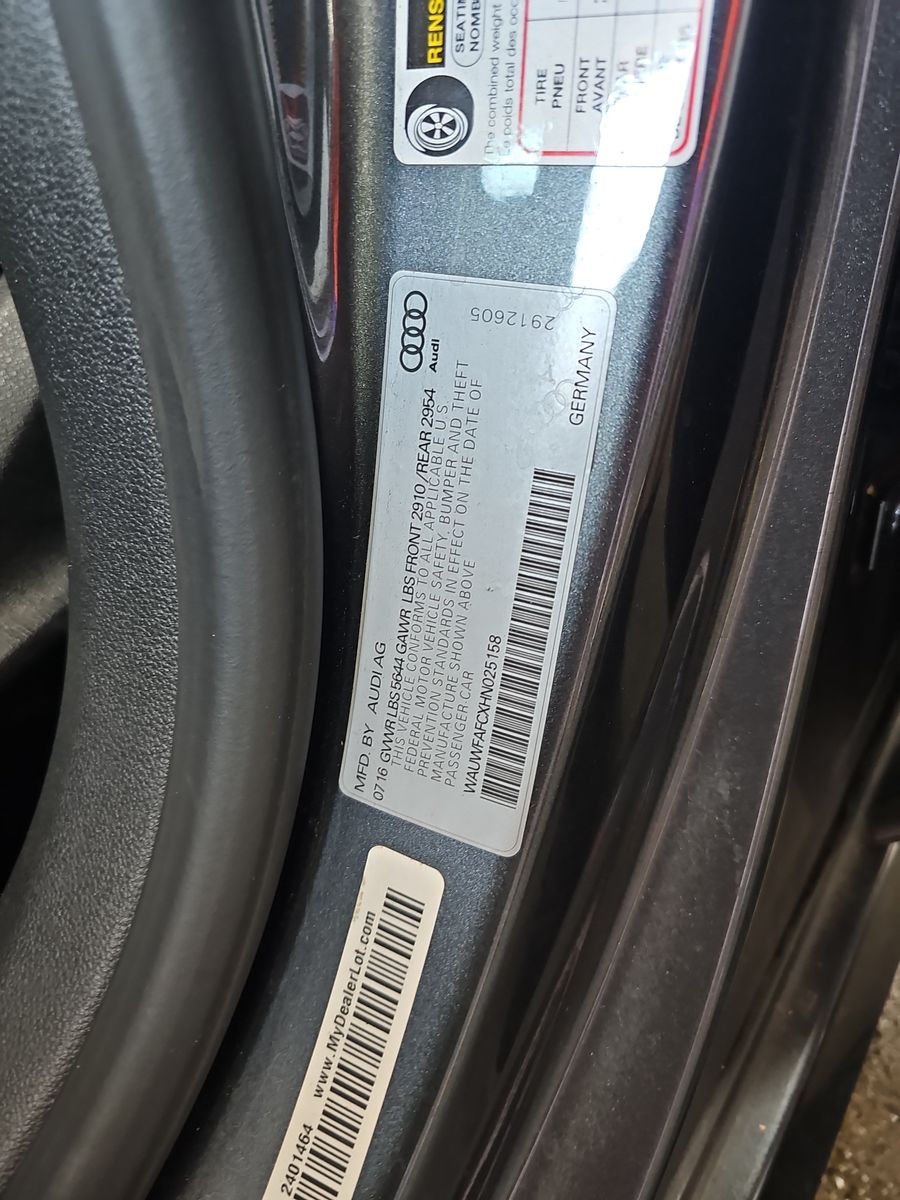 RENS
SEATIN
NOMB
The combined weight
Le poids total des occ
TIRE
PNEU
FRONT
AVANT
Audi
2912605
MFD. BY AUDI AG
0716 GVWR LBS 5644 GAWR LBS FRONT 2910 /REAR 2954
THIS VEHICLE CONFORMS TO ALL APPLICABLE U.S.
FEDERAL MOTOR VEHICLE SAFETY, BUMPER AND THEFT
PREVENTION STANDARDS IN EFFECT ON THE DATE OF
MANUFACTURE SHOWN ABOVE
PASSENGER CAR
WAUWFAFCXHN025158
GERMANY
2401464 www.MyDealerLot.com